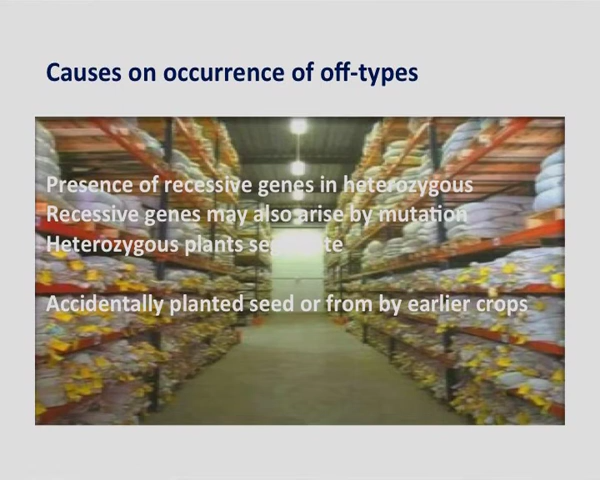 Causes on occurrence of off-types
Presence of recessive genes in heterozygous
Recessive genes may also arise by mutation
Heterozygous plants segregate
Accidentally planted seed or from by earlier crops